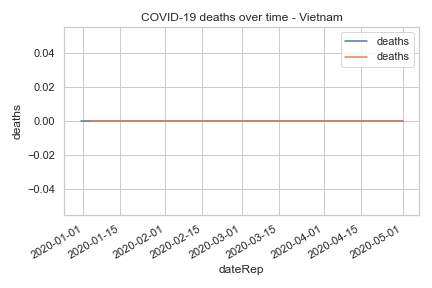 COVID-19 deaths over time - Vietnam
deaths
deaths
0.04
0.02
0.00
−0.02
−0.04
deaths
2020-01-01
2020-01-15
2020-02-01
2020-02-15
2020-03-01
2020-03-15
2020-04-01
2020-04-15
2020-05-01
dateRep